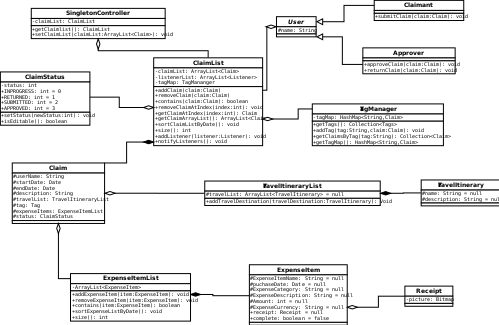 SingletonController
- claimList: ClaimList
+getClaimlist(): ClaimList
+setClaimList(claimList:ArrayList<Claim): void
User
#name: String
Claimant
+submitClaim(claim:Claim): void
Approver
+approveClaim(claim:Claim): void
+returnClaim(claim:Claim): void
ClaimStatus
-status: int
+INPROGRESS: int = 0
+RETURNED: int = 1
+SUBMITTED: int = 2
+APPROVED: int = 3
+setStatus(newStatus:int): void
+isEditable(): boolean
ClaimList
-claimList: ArrayList<Claim>
-listenerList: ArrayList<Listener>
-tagMap: TagManager
+addClaim(claim:Claim)
+removeClaim(claim:Claim)
+contains(claim:Claim): boolean
+removeClaimAtIndex(index:int): void
+getClaimAtIndex(index:int): Claim
+getClaimArrayList(): ArrayList<Claim>
+sortClaimListByDate(): void
+size(): int
+addListener(listener:Listener): void
+notifyListeners(): void
TagManager
-tagMap: HashMap<String,Claim>
+getTags(): Collection<Tags>
+addTag(tag:String,claim:Claim): void
+getClaimsByTag(tag:String): Collection<Claim>
+getTagMap(): HashMap<String,Claim>
Claim
#userName: String
#startDate: Date
#endDate: Date
#description: String
#travelList: TravelItineraryList
#tag: Tag
#expenseItems: ExpenseItemList
#status: ClaimStatus
TravelItineraryList
#travelList: ArrayList<TravelItinerary> = null
+addTravelDestination(travelDestination:TravelItinerary): Void
TravelItinerary
#name: String = null
#description: String = null
ExpenseItemList
-ArrayList<ExpenseItem>
+addExpenseItem(item:ExpenseItem): void
+removeExpenseItem(item:ExpenseItem): void
+contains(item:ExpenseItem): boolean
+sortExpenseListByDate(): void
+size(): int
ExpenseItem
#ExpenseItemName: String = null
#puchaseDate: Date = null
#ExpenseCategory: String = null
#ExpenseDescription: String = null
#Amount: int = null
#ExpenseCurrency: String = null
+receipt: Receipt = null
+complete: boolean = false
Receipt
-picture: Bitmap